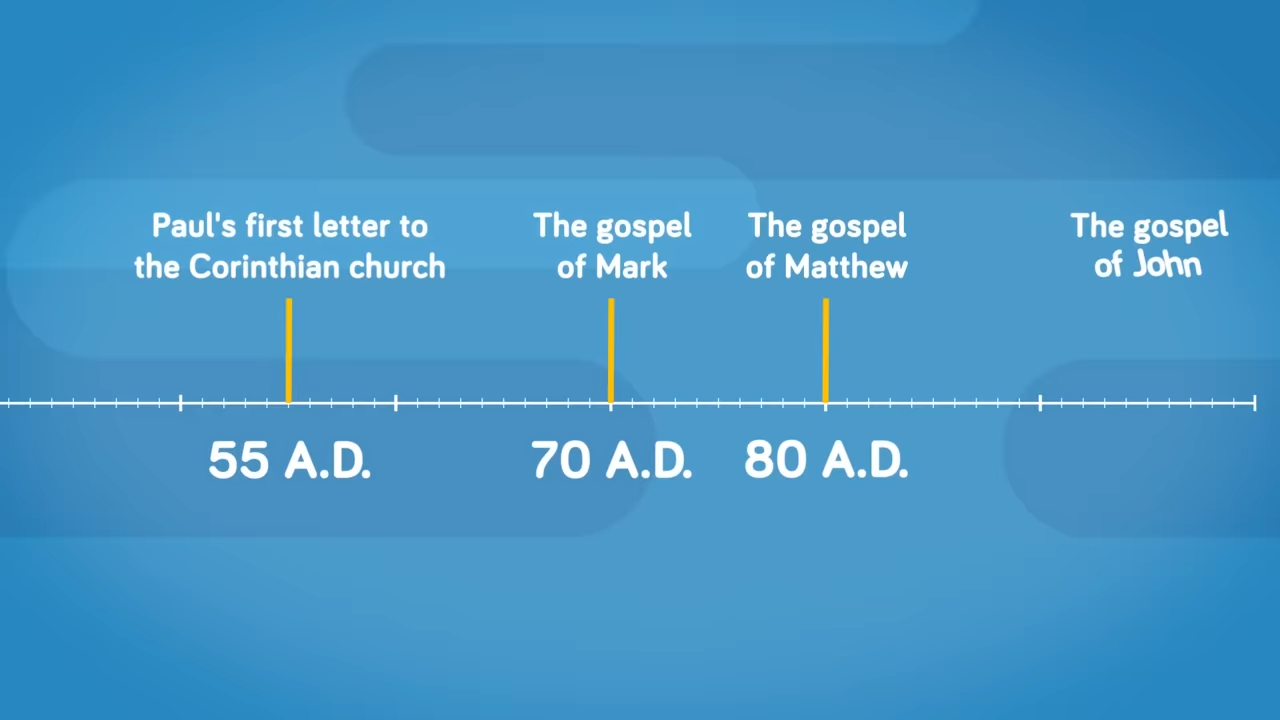 Paul's first letter to
the Corinthian church
The gospel
of Mark
The gospel
of Matthew
The gospel
of John
55 A.D.
70 A.D.
80 A.D.